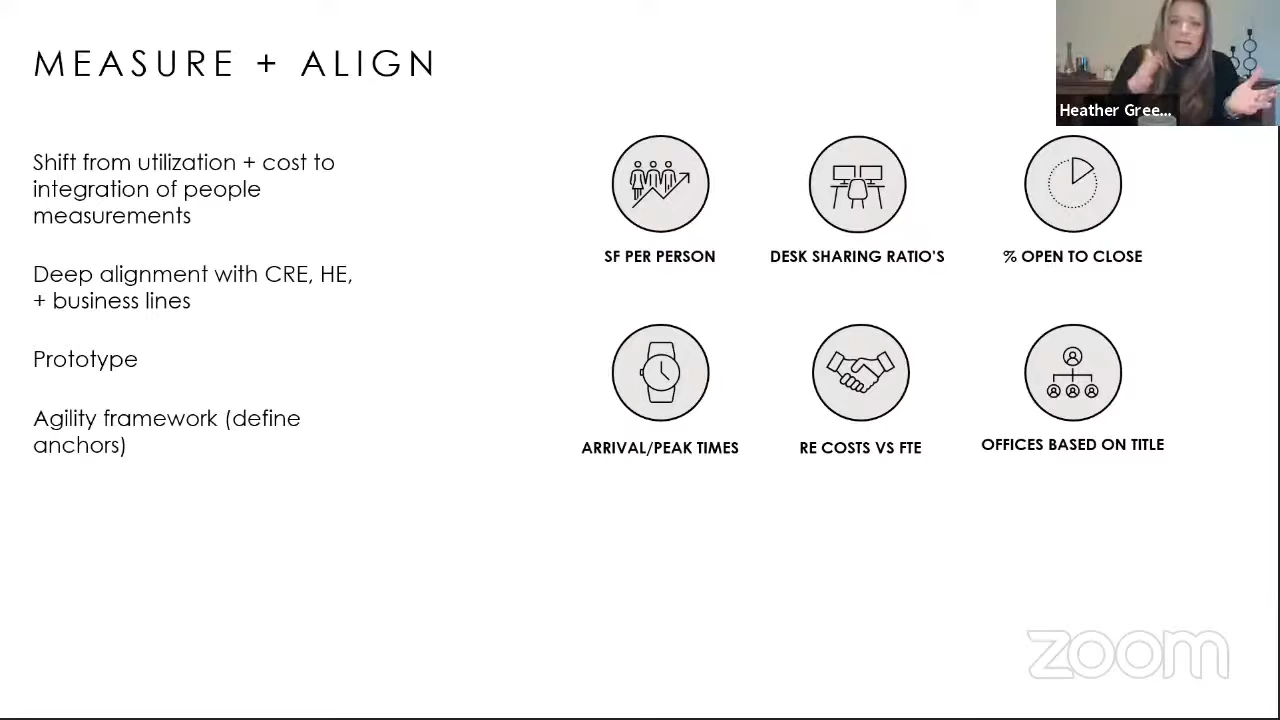 MEASURE + ALIGN
Heather Gree...
Shift from utilization + cost to
integration of people
measurements
Deep alignment with CRE, HE,
+ business lines
Prototype
Agility framework (define
anchors)
SF PER PERSON
DESK SHARING RATIO'S
% OPEN TO CLOSE
ARRIVAL/PEAK TIMES
RE COSTS VS FTE
OFFICES BASED ON TITLE
zoom